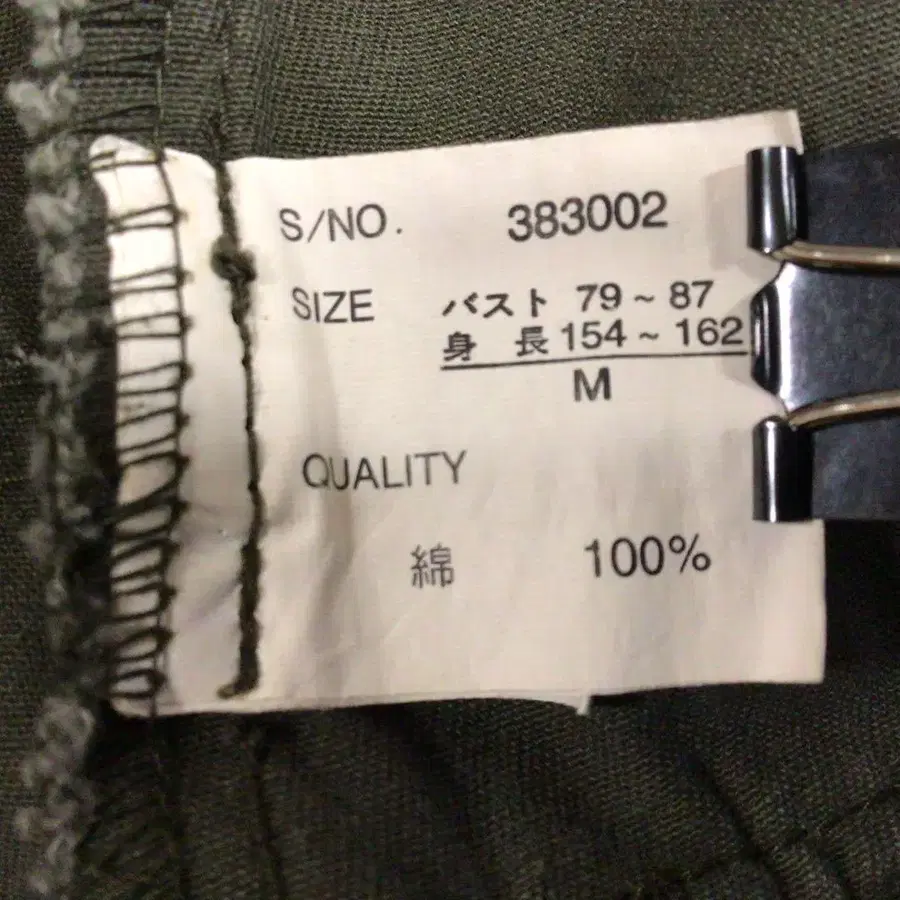 S/NO. 383002
SIZE バスト 79~87
身 長 154~162
M
QUALITY
綿 100%